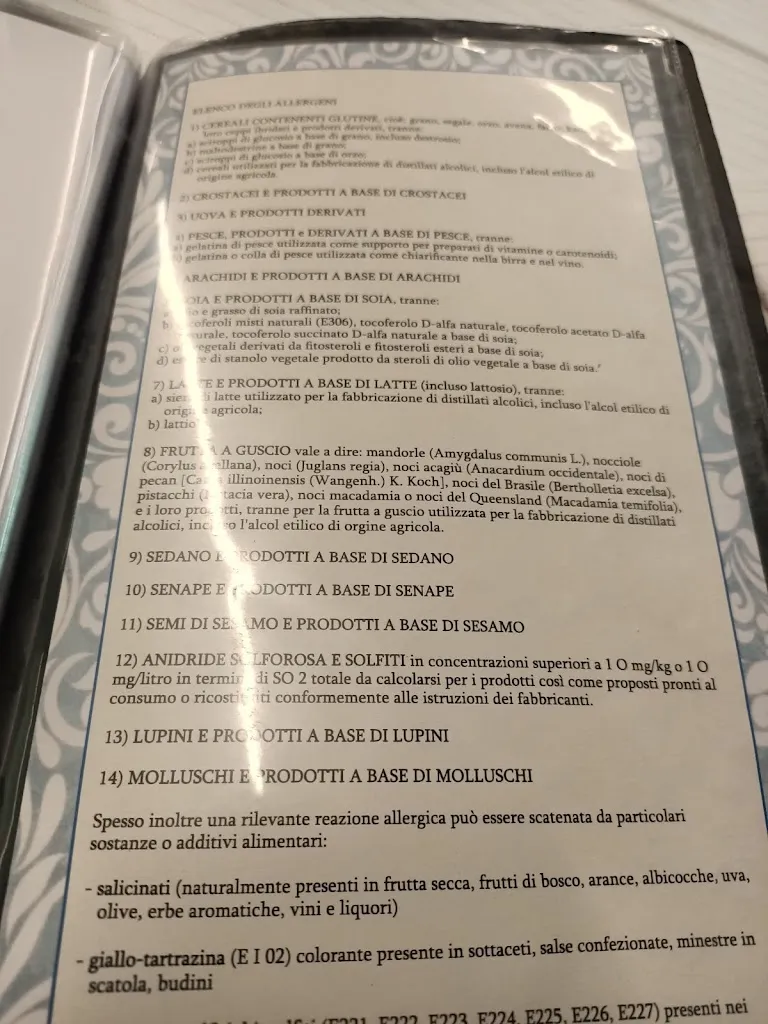 ELENCO DEGLI ALLERGENI
1) CEREALI CONTENENTI GLUTINE, cioè: grano, segale, orzo, avena,
loro ceppi ibridati e prodotti derivati, tranne:
a) sciroppi di glucosio a base di grano, incluso destrosio;
b) maltodestrine a base di grano;
c) sciroppi di glucosio a base di orzo;
d) cereali utilizzati per la fabbricazione di distillati alcolici, incluso l'alcol etilico di
origine agricola.
2) CROSTACEI E PRODOTTI A BASE DI CROSTACEI
3) UOVA E PRODOTTI DERIVATI
4) PESCE, PRODOTTI e DERIVATI A BASE DI PESCE, tranne:
a) gelatina di pesce utilizzata come supporto per preparati di vitamine o carotenoidi;
b) gelatina o colla di pesce utilizzata come chiarificante nella birra e nel vino.
ARACHIDI E PRODOTTI A BASE DI ARACHIDI
SOIA E PRODOTTI A BASE DI SOIA, tranne:
e grasso di soia raffinato;
b) tocoferoli misti naturali (E306), tocoferolo D-alfa naturale, tocoferolo acetato D-alfa
naturale, tocoferolo succinato D-alfa naturale a base di soia;
c) oli vegetali derivati da fitosteroli e fitosteroli esteri a base di soia;
d) estere di stanolo vegetale prodotto da steroli di olio vegetale a base di soia.
7) LATTE E PRODOTTI A BASE DI LATTE (incluso lattosio), tranne:
a) siero di latte utilizzato per la fabbricazione di distillati alcolici, incluso l'alcol etilico di
origine agricola;
b) lattio
8) FRUTTA A GUSCIO vale a dire: mandorle (Amygdalus communis L.), nocciole
(Corylus avellana), noci (Juglans regia), noci acagiù (Anacardium occidentale), noci di
pecan [Carya illinoinensis (Wangenh.) K. Koch], noci del Brasile (Bertholletia excelsa),
pistacchi (Pistacia vera), noci macadamia o noci del Queensland (Macadamia temifolia),
e i loro prodotti, tranne per la frutta a guscio utilizzata per la fabbricazione di distillati
alcolici, incluso l'alcol etilico di orgine agricola.
9) SEDANO E PRODOTTI A BASE DI SEDANO
10) SENAPE E PRODOTTI A BASE DI SENAPE
11) SEMI DI SESAMO E PRODOTTI A BASE DI SESAMO
12) ANIDRIDE SOLFOROSA E SOLFITI in concentrazioni superiori a 1 O mg/kg o 1 O
mg/litro in termini di SO 2 totale da calcolarsi per i prodotti così come proposti pronti al
consumo o ricostituiti conformemente alle istruzioni dei fabbricanti.
13) LUPINI E PRODOTTI A BASE DI LUPINI
14) MOLLUSCHI E PRODOTTI A BASE DI MOLLUSCHI
Spesso inoltre una rilevante reazione allergica può essere scatenata da particolari
sostanze o additivi alimentari:
- salicinati (naturalmente presenti in frutta secca, frutti di bosco, arance, albicocche, uva,
olive, erbe aromatiche, vini e liquori)
- giallo-tartrazina (E I 02) colorante presente in sottaceti, salse confezionate, minestre in
scatola, budini
(E221, E222, E223, E224, E225, E226, E227) presenti nei